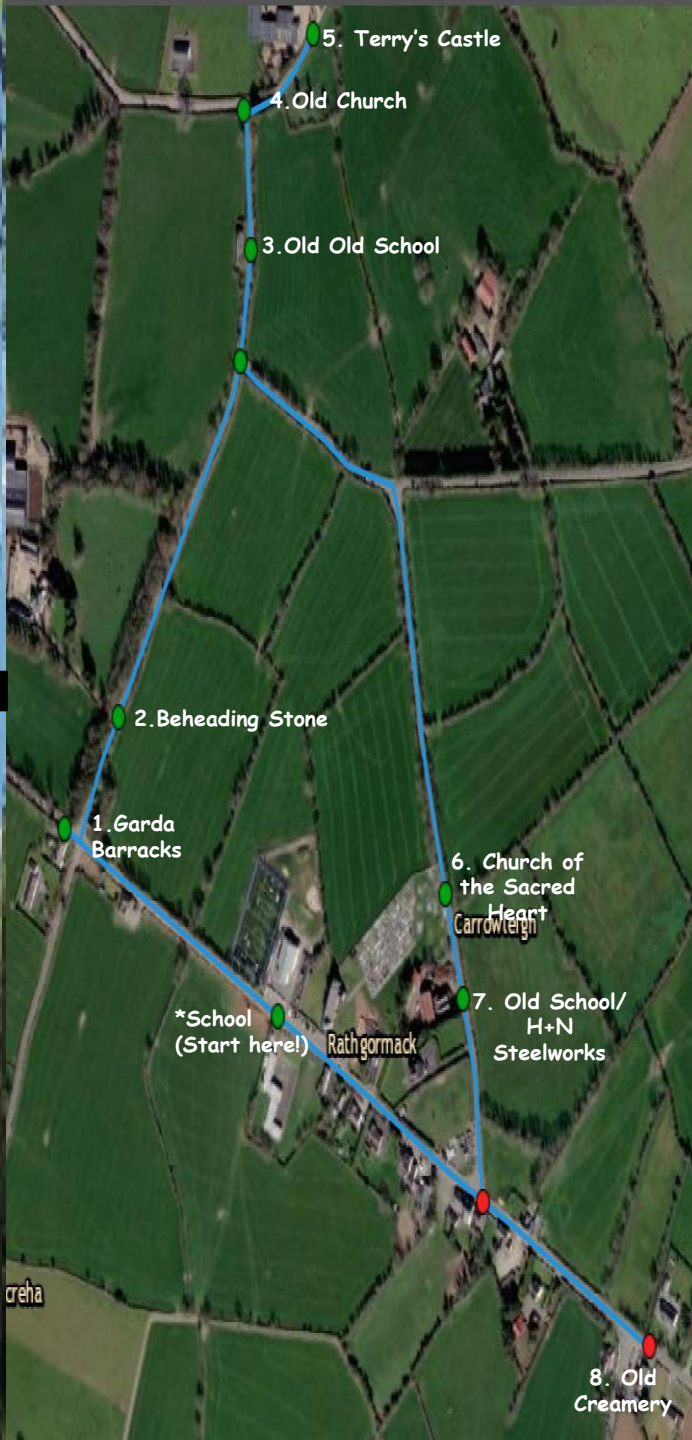 5. Terry's Castle
4.Old Church
3.Old Old School
2.Beheading Stone
1.Garda
Barracks
6. Church of
the Sacred
Heart
Carrowleigh
7. Old School/
H+N
Steelworks
*School
(Start here!)
Rathgormack
creha
8. Old
Creamery